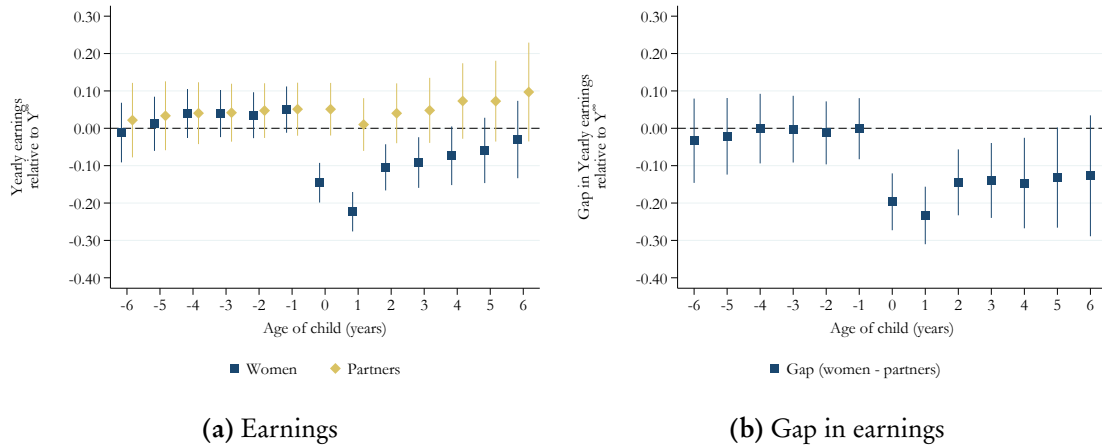 Yearly earnings
relative to Y∞
0.30
0.20
0.10
0.00
-0.10
-0.20
-0.30
-0.40
-6 -5 -4 -3 -2 -1 0 1 2 3 4 5 6
Age of child (years)
Women Partners
(a) Earnings
Gap in Yearly earnings
relative to Y∞
0.30
0.20
0.10
0.00
-0.10
-0.20
-0.30
-0.40
-6 -5 -4 -3 -2 -1 0 1 2 3 4 5 6
Age of child (years)
Gap (women - partners)
(b) Gap in earnings